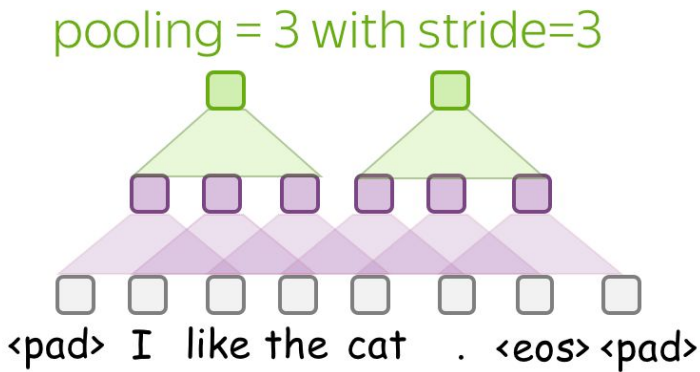 pooling = 3 with stride=3
<pad> I like the cat . <eos> <pad>